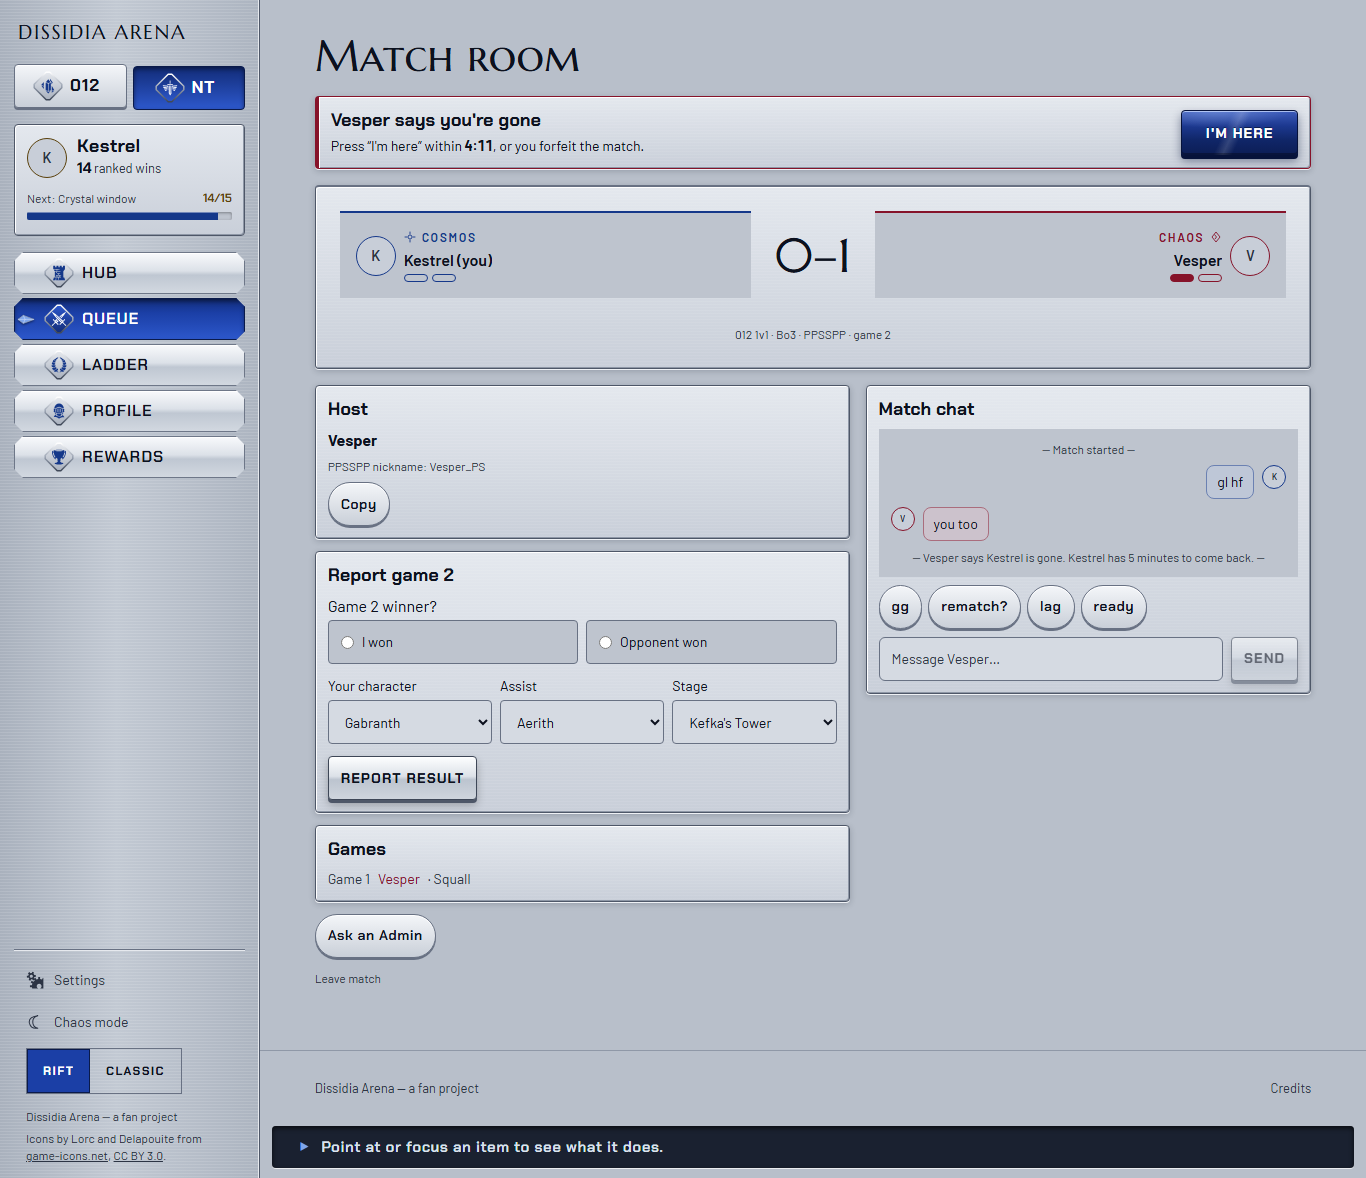 DISSIDIA ARENA
012
NT
K
Kestrel
14 ranked wins
Next: Crystal window
14/15
HUB
QUEUE
LADDER
PROFILE
REWARDS
Settings
Chaos mode
RIFT
CLASSIC
Dissidia Arena — a fan project
Icons by Lorc and Delapouite from
game-icons.net, CC BY 3.0.
Match room
Vesper says you're gone
Press “I'm here” within 4:11, or you forfeit the match.
I'M HERE
K
COSMOS
Kestrel (you)
0–1
CHAOS
Vesper
V
012 1v1 · Bo3 · PPSSPP · game 2
Host
Vesper
PPSSPP nickname: Vesper_PS
Copy
Report game 2
Game 2 winner?
I won
Opponent won
Your character
Assist
Stage
Gabranth
Aerith
Kefka's Tower
REPORT RESULT
Games
Game 1 Vesper · Squall
Ask an Admin
Leave match
Match chat
— Match started —
gl hf
K
V
you too
— Vesper says Kestrel is gone. Kestrel has 5 minutes to come back. —
gg
rematch?
lag
ready
Message Vesper...
SEND
Dissidia Arena — a fan project
Credits
Point at or focus an item to see what it does.